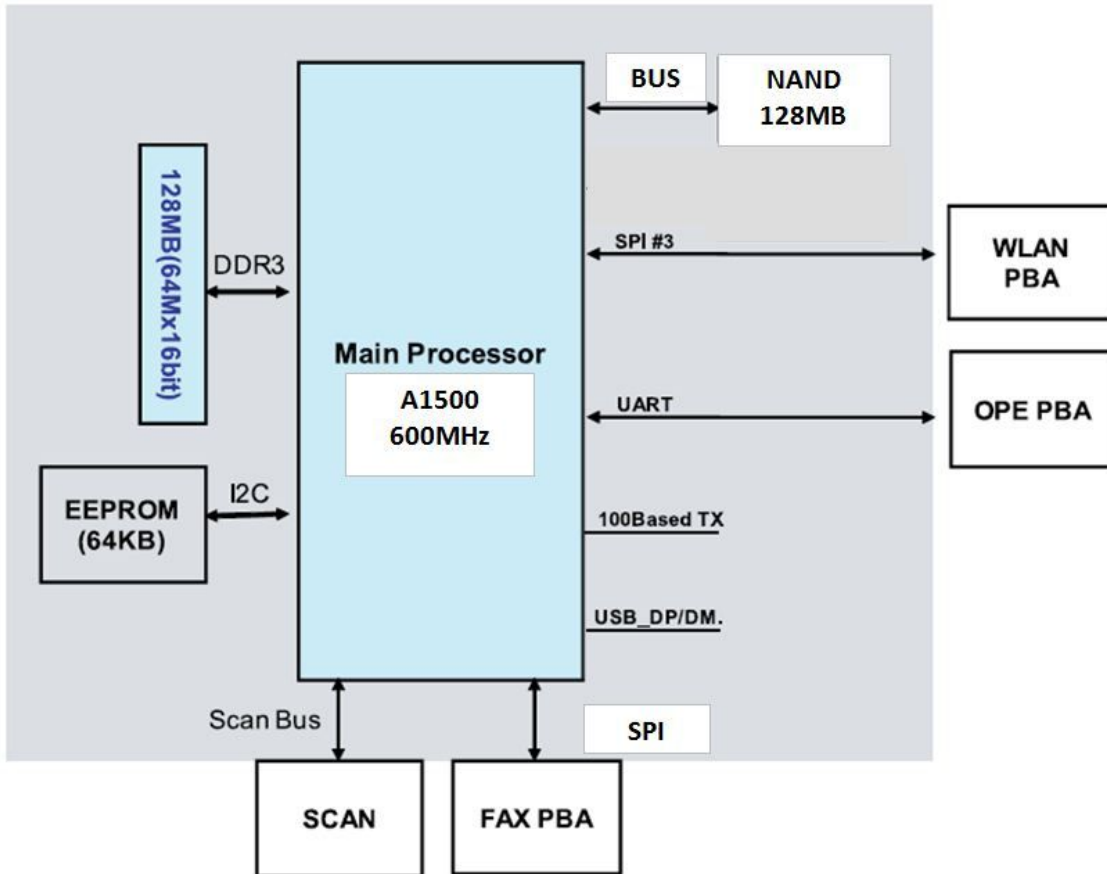 BUS
NAND
128MB
128MB(64Mx16bit)
DDR3
SPI #3
WLAN
PBA
Main Processor
A1500
600MHz
UART
OPE PBA
EEPROM
(64KB)
I2C
100Based TX
USB_DP/DM.
Scan Bus
SPI
SCAN
FAX PBA